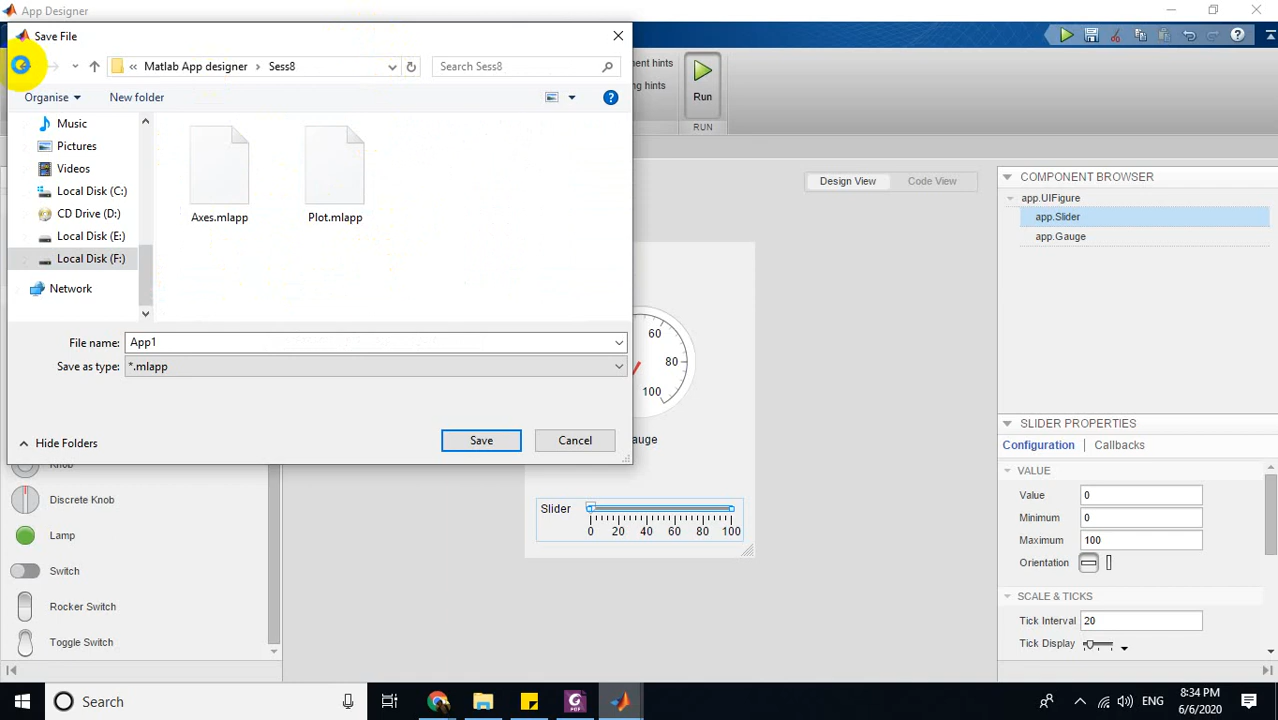 App Designer
Save File
« Matlab App designer > Sess8
Search Sess8
Organise
New folder
Music
Pictures
Videos
Local Disk (C:)
CD Drive (D:)
Local Disk (E:)
Local Disk (F:)
Network
Axes.mlapp
Plot.mlapp
File name: App1
Save as type: *.mlapp
Hide Folders
Save
Cancel
ment hints
ng hints
Run
RUN
Design View
Code View
COMPONENT BROWSER
app.UIFigure
app.Slider
app.Gauge
60
80
100
auge
Slider
0 20 40 60 80 100
Knob
Discrete Knob
Lamp
Switch
Rocker Switch
Toggle Switch
SLIDER PROPERTIES
Configuration | Callbacks
VALUE
Value 0
Minimum 0
Maximum 100
Orientation
SCALE & TICKS
Tick Interval 20
Tick Display
Search
PDF
ENG
8:34 PM
6/6/2020